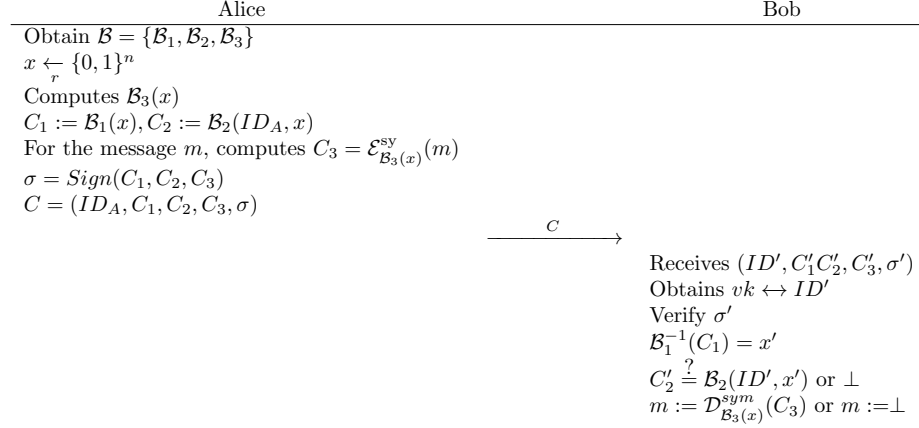 Alice Bob
Obtain ℬ = {ℬ₁, ℬ₂, ℬ₃}
x ←ᵣ {0, 1}ⁿ
Computes ℬ₃(x)
C₁ := ℬ₁(x), C₂ := ℬ₂(ID_A, x)
For the message m, computes C₃ = ℰ^{sy}_{ℬ₃(x)}(m)
σ = Sign(C₁, C₂, C₃)
C = (ID_A, C₁, C₂, C₃, σ)
C
⟶
Receives (ID′, C′₁C′₂, C′₃, σ′)
Obtains vk ↔ ID′
Verify σ′
ℬ₁⁻¹(C₁) = x′
C′₂ ≟ ℬ₂(ID′, x′) or ⊥
m := 𝒟^{sym}_{ℬ₃(x)}(C₃) or m :=⊥